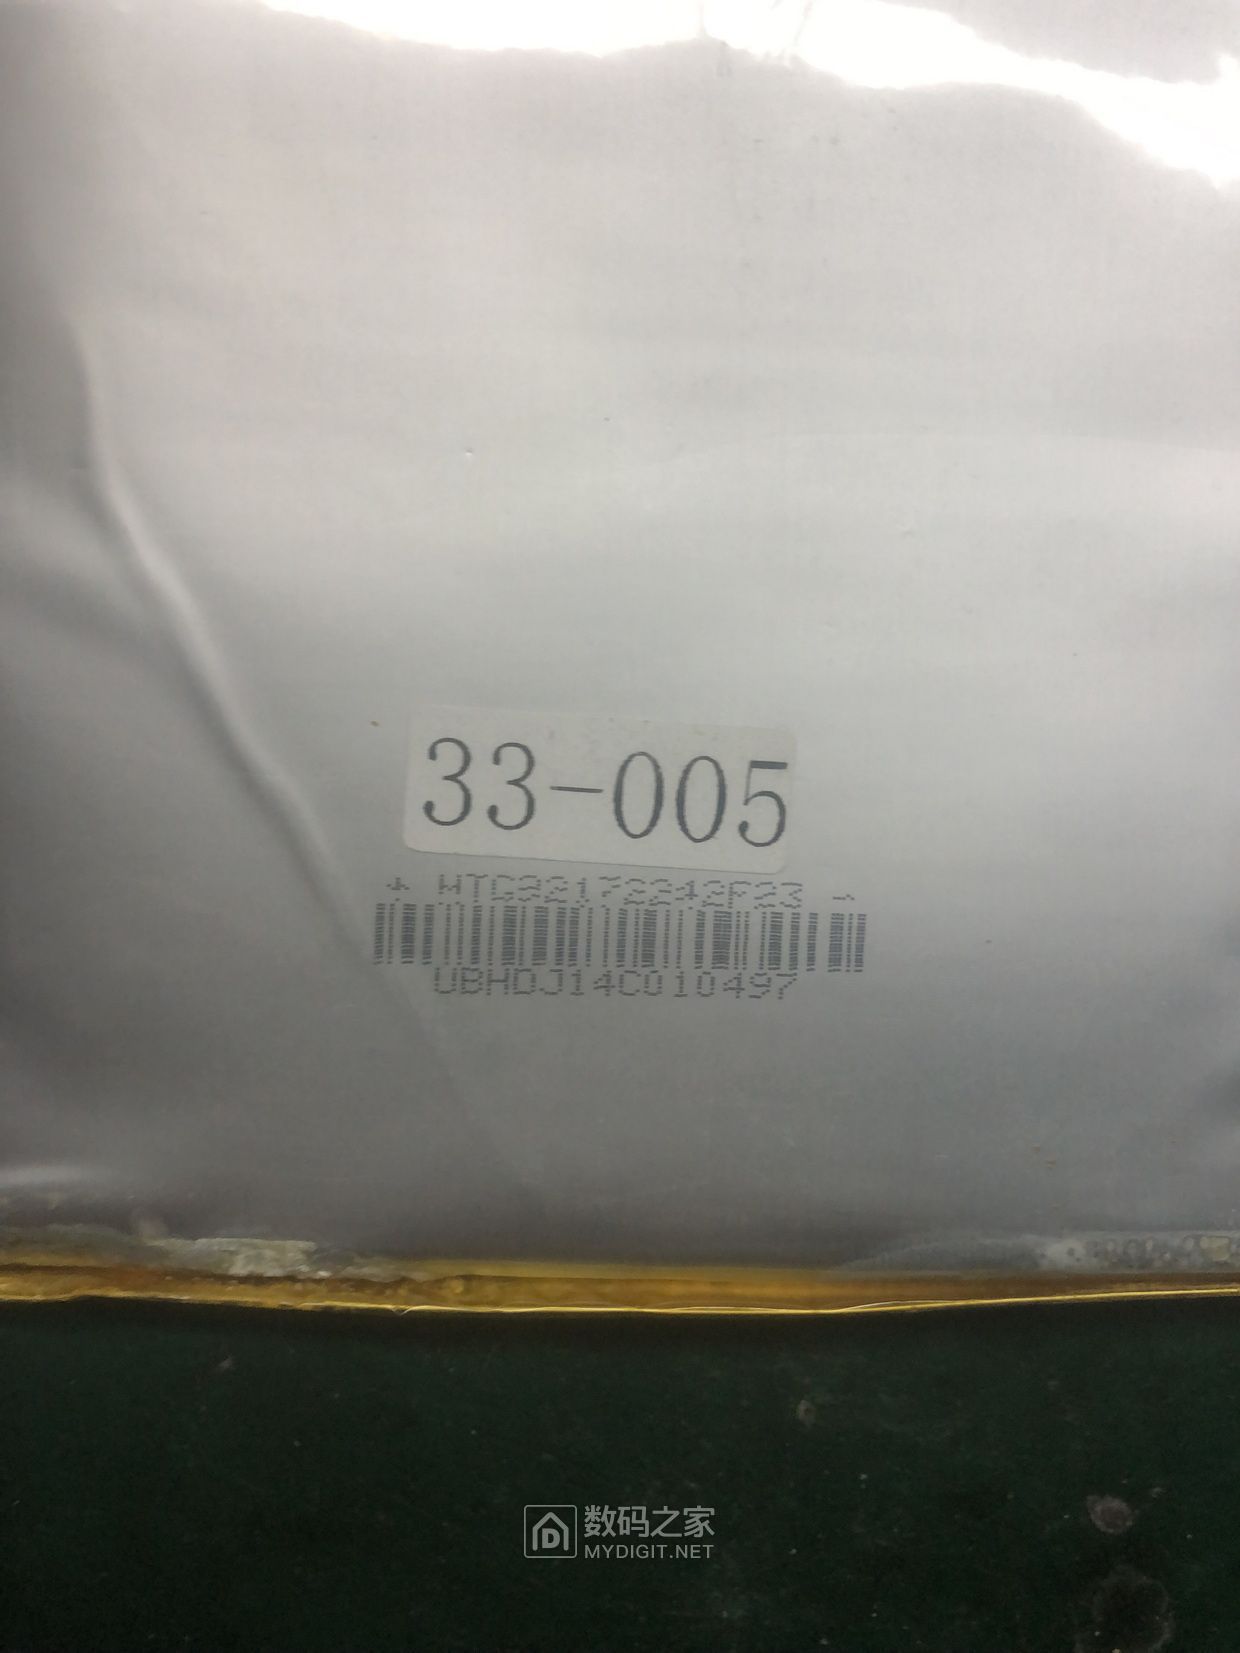 33-005
* WTC92172242F23
UBHDJ14C010497
数码之家
MYDIGIT.NET